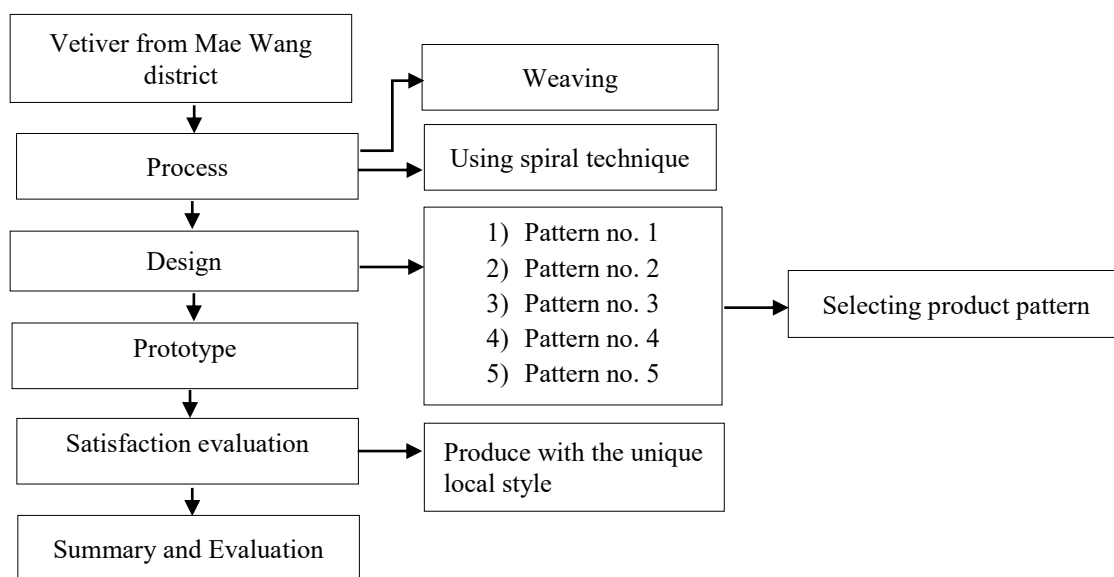 Vetiver from Mae Wang
district
Weaving
Process
Using spiral technique
Design
1) Pattern no. 1
2) Pattern no. 2
3) Pattern no. 3
4) Pattern no. 4
5) Pattern no. 5
Selecting product pattern
Prototype
Satisfaction evaluation
Produce with the unique
local style
Summary and Evaluation